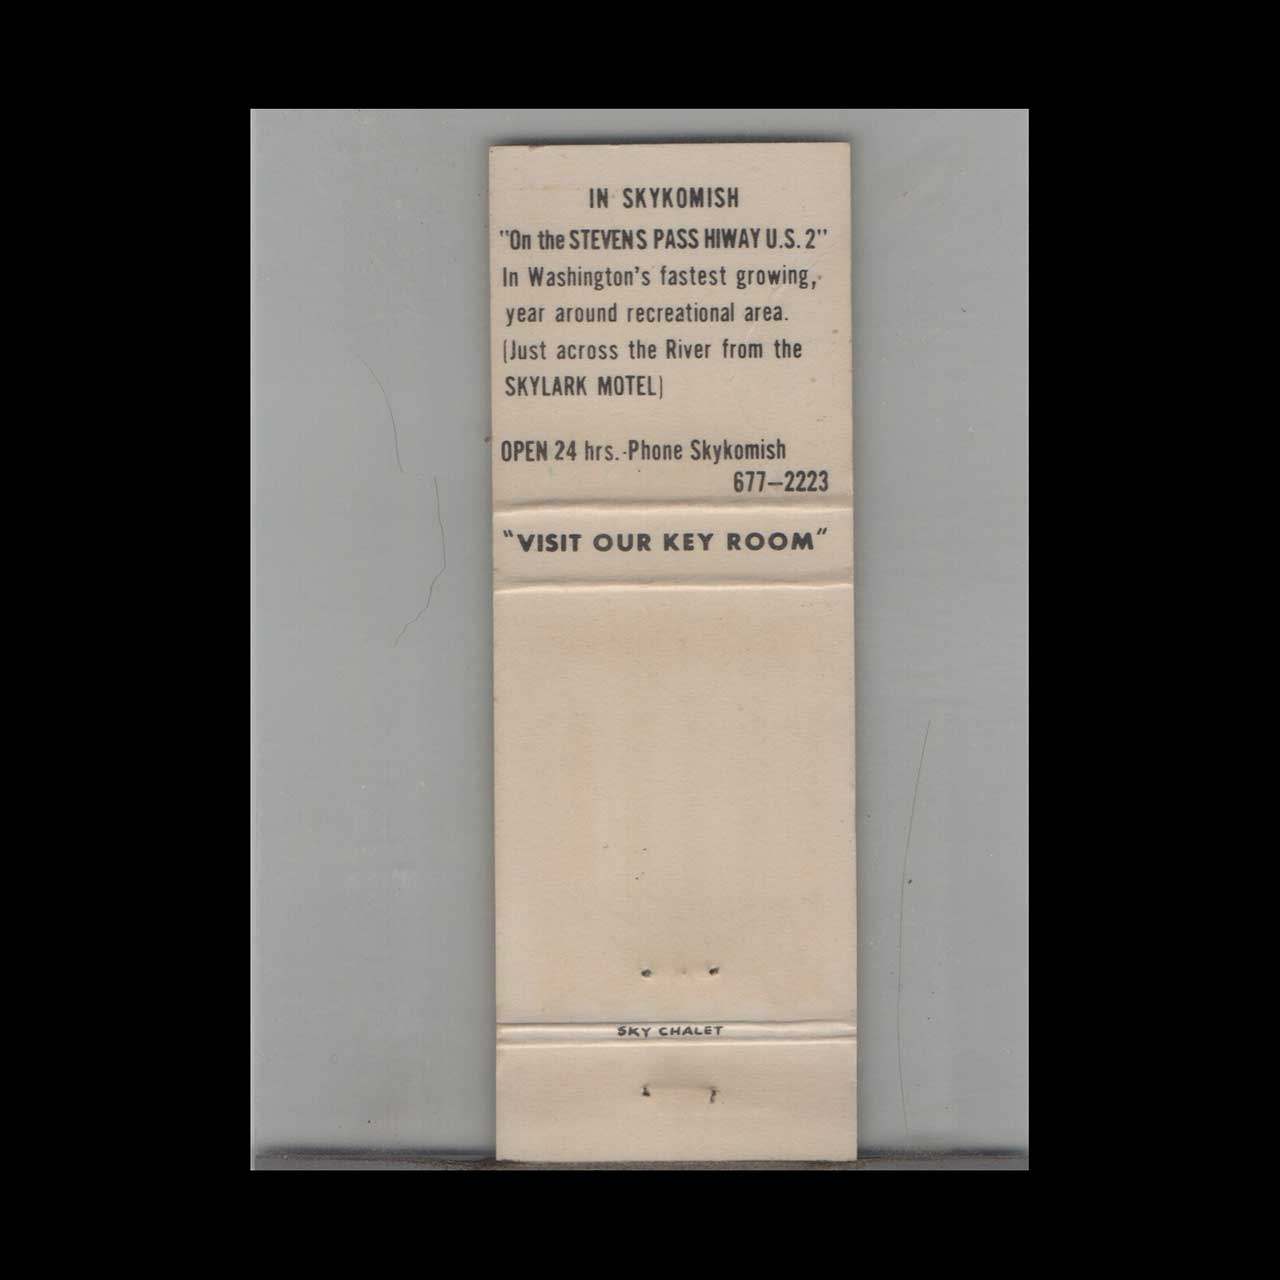 IN SKYKOMISH
"On the STEVENS PASS HIWAY U.S. 2"
In Washington's fastest growing,
year around recreational area.
(Just across the River from the
SKYLARK MOTEL)
OPEN 24 hrs. - Phone Skykomish
677-2223
"VISIT OUR KEY ROOM"
SKY CHALET